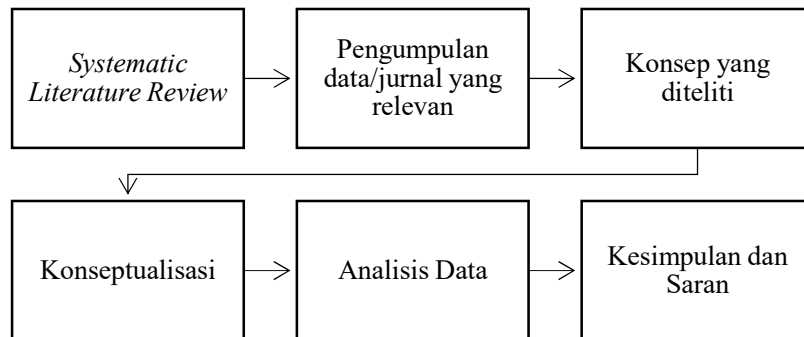 Systematic
Literature Review
Pengumpulan
data/jurnal yang
relevan
Konsep yang
diteliti
Konseptualisasi
Analisis Data
Kesimpulan dan
Saran